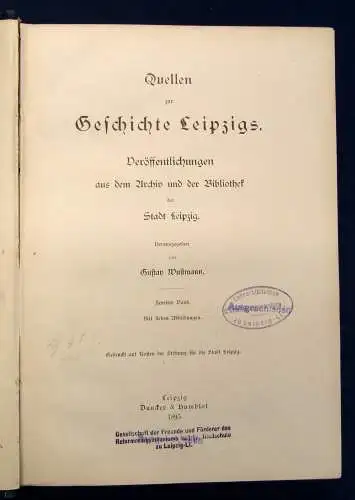 Quellen
zur
Geschichte Leipzigs.
Veröffentlichungen
aus dem Archiv und der Bibliothek
der
Stadt Leipzig.
Herausgegeben
von
Gustav Wustmann.
Zweiter Band.
Mit sieben Abbildungen.
Gedruckt auf Kosten der Stiftung für die Stadt Leipzig.
Leipzig
Duncker & Humblot
1895
Gesellschaft der Freunde und Förderer des
zu Leipzig-Li.